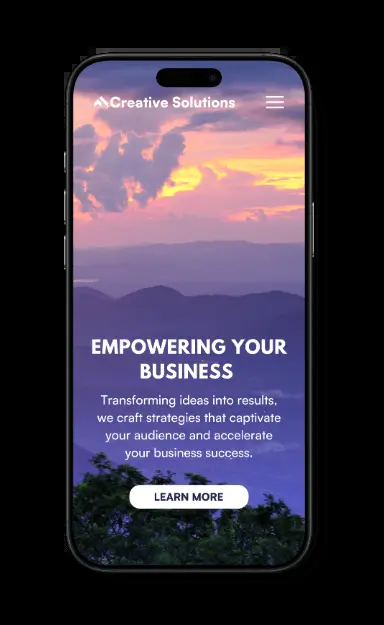 Creative Solutions
EMPOWERING YOUR
BUSINESS
Transforming ideas into results,
we craft strategies that captivate
your audience and accelerate
your business success.
LEARN MORE